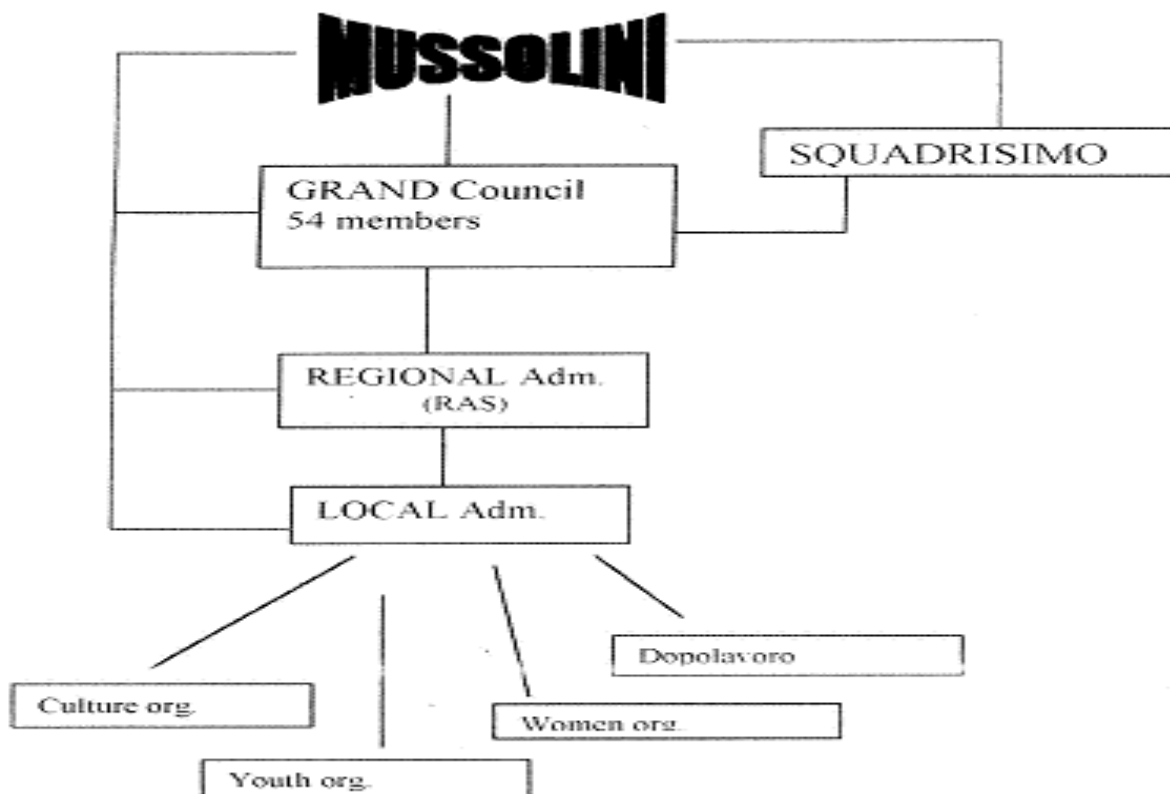 MUSSOLINI
SQUADRISIMO
GRAND Council
54 members
REGIONAL Adm.
(RAS)
LOCAL Adm.
Dopolavoro
Culture org.
Women org.
Youth org.